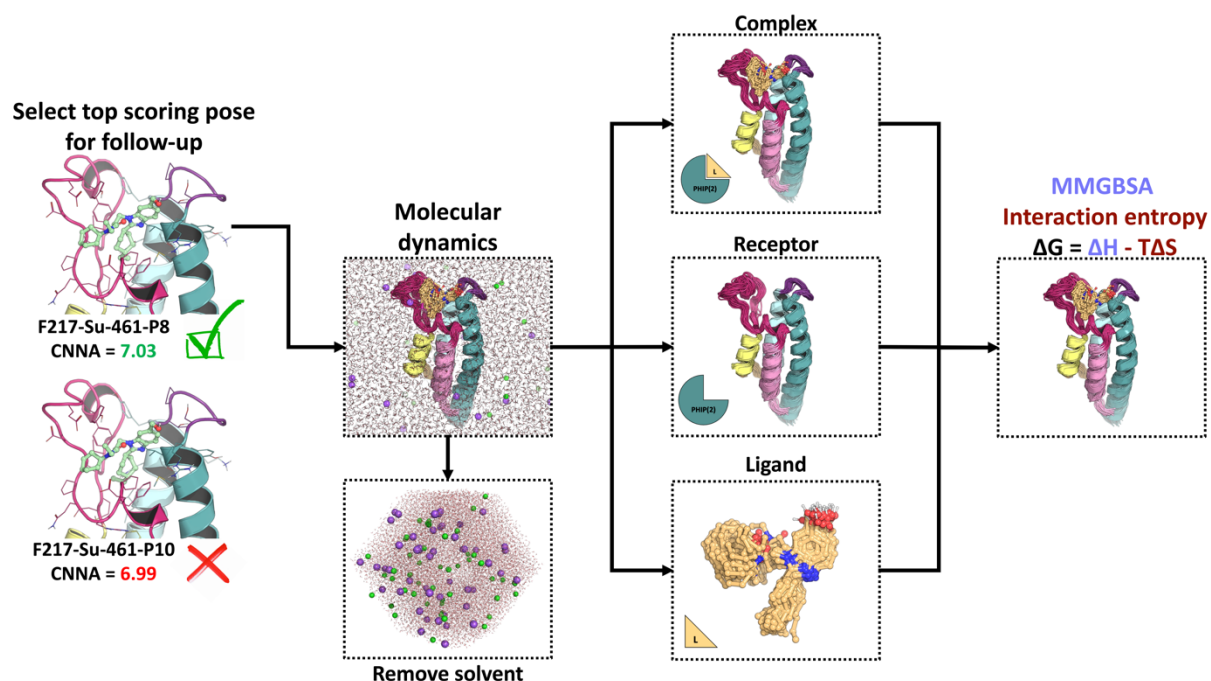 Select top scoring pose
for follow-up
F217-Su-461-P8
CNNA = 7.03
F217-Su-461-P10
CNNA = 6.99
Molecular
dynamics
Remove solvent
Complex
L
PHIP(2)
Receptor
PHIP(2)
Ligand
L
MMGBSA
Interaction entropy
ΔG = ΔH - TΔS